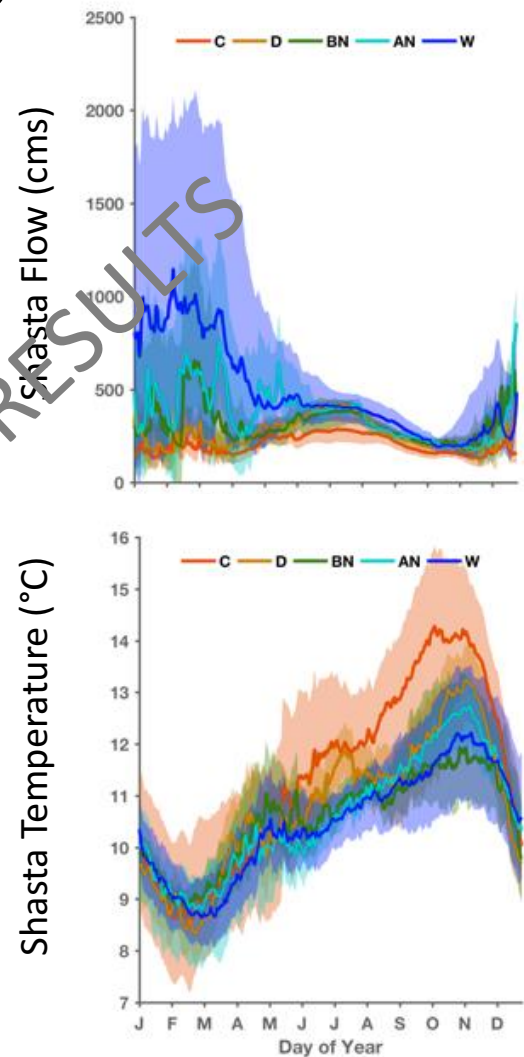 2500
C D BN AN W
2000
1500
1000
500
0
Shasta Flow (cms)
RESULTS
16
C D BN AN W
15
14
13
12
11
10
9
8
7
Shasta Temperature (°C)
J F M A M J J A S O N D
Day of Year